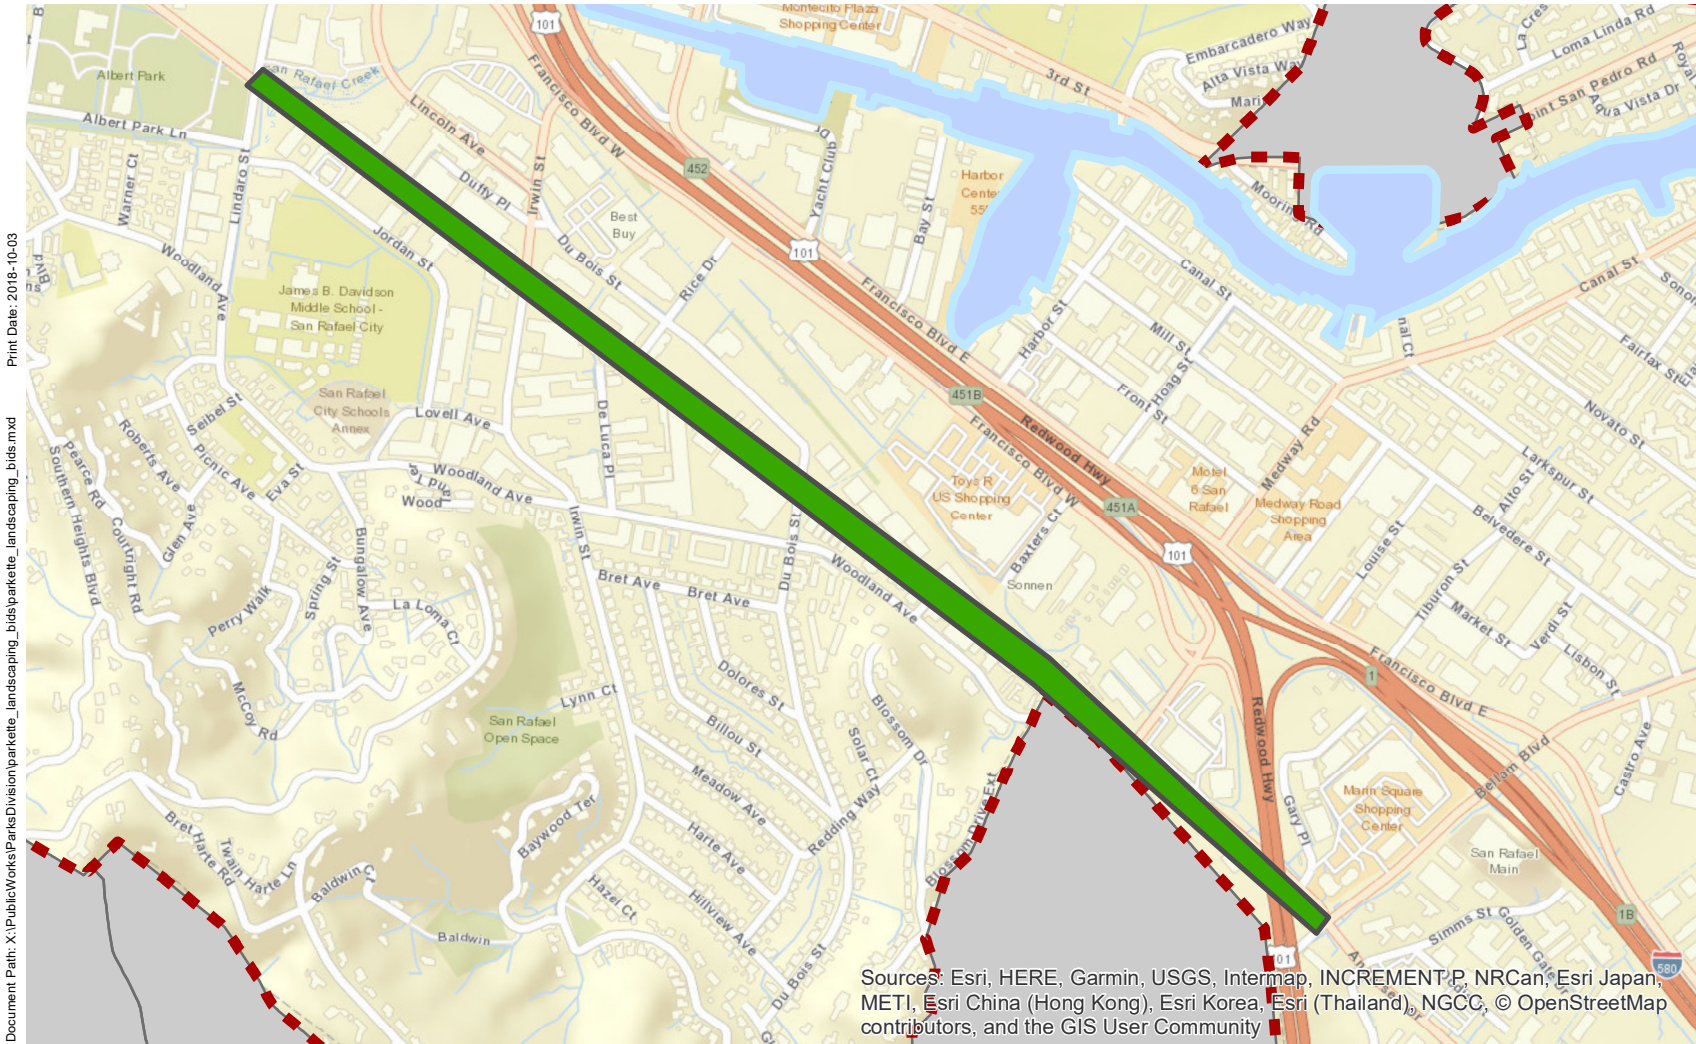 Print Date: 2018-10-03
Document Path: X:\PublicWorks\ParksDivision\parkette_landscaping_bids\parkette_landscaping_bids.mxd
101
Montecito Plaza
Shopping Center
Embarcadero Way
Loma Linda Rd
Alta Vista Way
3rd St
Albert Park
San Rafael Creek
Francisco Blvd W
Aqua Vista Dr
Lincoln Ave
Albert Park Ln
Yacht Club
Dr
452
Irwin St
Warner Ct
Lindaro St
Duffy Pl
Best
Buy
Bay St
Harbor
Mooring Rd
Jordan St
Du Bois St
Rice Dr
101
Woodland Ave
Canal St
Canal St
James B. Davidson
Middle School -
San Rafael City
Francisco Blvd E
Harbor St
Mill St
Hoag St
Front St
451B
San Rafael
City Schools
Annex
Seibel St
Lovell Ave
De Luca Pl
Francisco Blvd W
Redwood Hwy
Medway Rd
Novato St
Roberts Ave
Pearce Rd
Southern Heights Blvd
Picnic Ave
Eva St
Woodland Ave
Wood
Toys R
US Shopping
Center
Motel
6 San
Rafael
Medway Road
Shopping
Area
451A
Larkspur St
Alto St
Belvedere St
Courtright Rd
Glen Ave
Irwin St
Bungalow Ave
Spring St
Du Bois St
Baxters Ct
101
Louise St
Sonnen
Bret Ave
Bret Ave
Woodland Ave
Tiburon St
Market St
Verdi St
Lisbon St
Perry Walk
La Loma Ct
McCoy Rd
Lynn Ct
Dolores St
San Rafael
Open Space
Billou St
Blossom Dr
Solar Ct
1
Francisco Blvd E
Redwood Hwy
Meadow Ave
Redding Way
Bellam Blvd
Castro Ave
Gary Pl
Marin Square
Shopping
Center
Baywood Ter
Harte Ave
Blossom Drive Ext
Bret Harte Rd
Twain Harte Ln
Baldwin Ct
Hazel Ct
Hillview Ave
Baldwin
Du Bois St
San Rafael
Main
Simms St
Golden Gate
1B
580
Sources: Esri, HERE, Garmin, USGS, Intermap, INCREMENT P, NRCan, Esri Japan,
METI, Esri China (Hong Kong), Esri Korea, Esri (Thailand), NGCC, © OpenStreetMap
contributors, and the GIS User Community